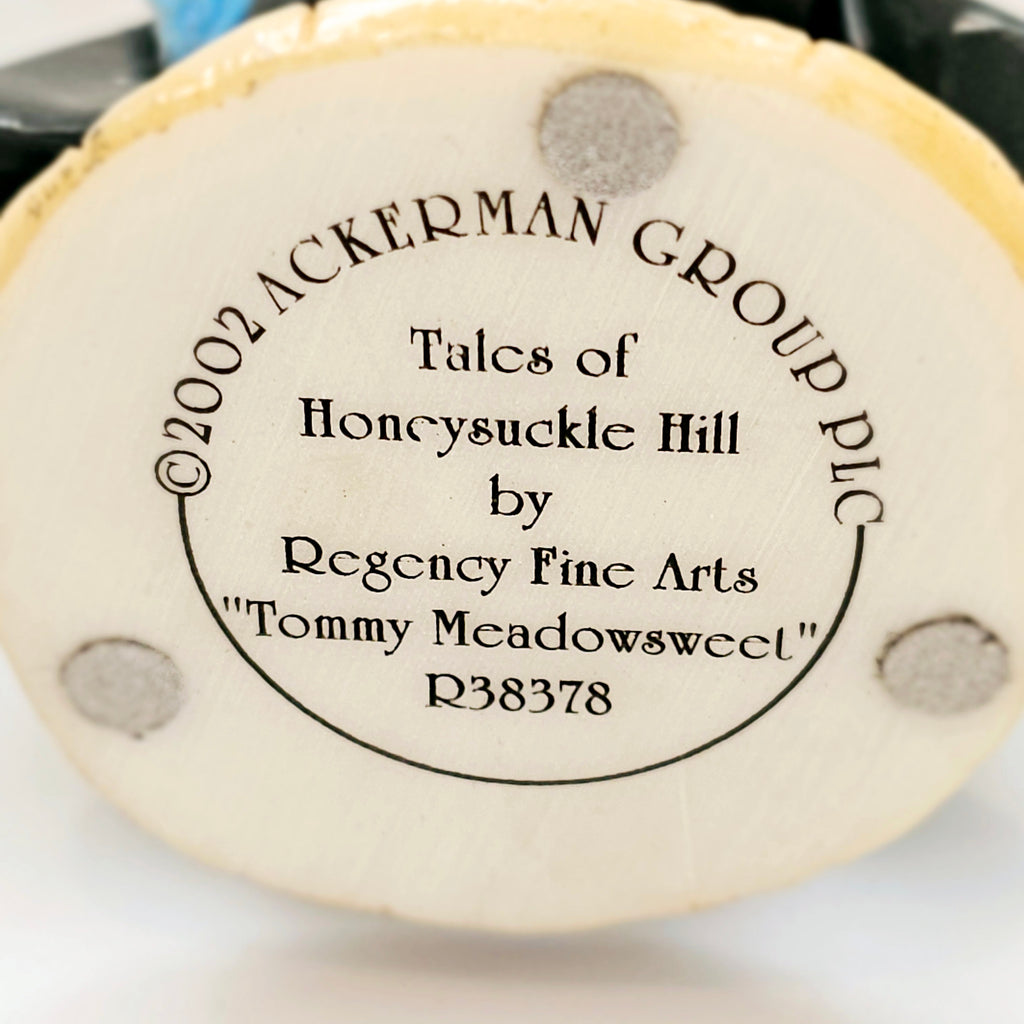 ©2002 ACKERMAN GROUP PLC
Tales of
Honeysuckle Hill
by
Regency Fine Arts
"Tommy Meadowsweet"
R38378